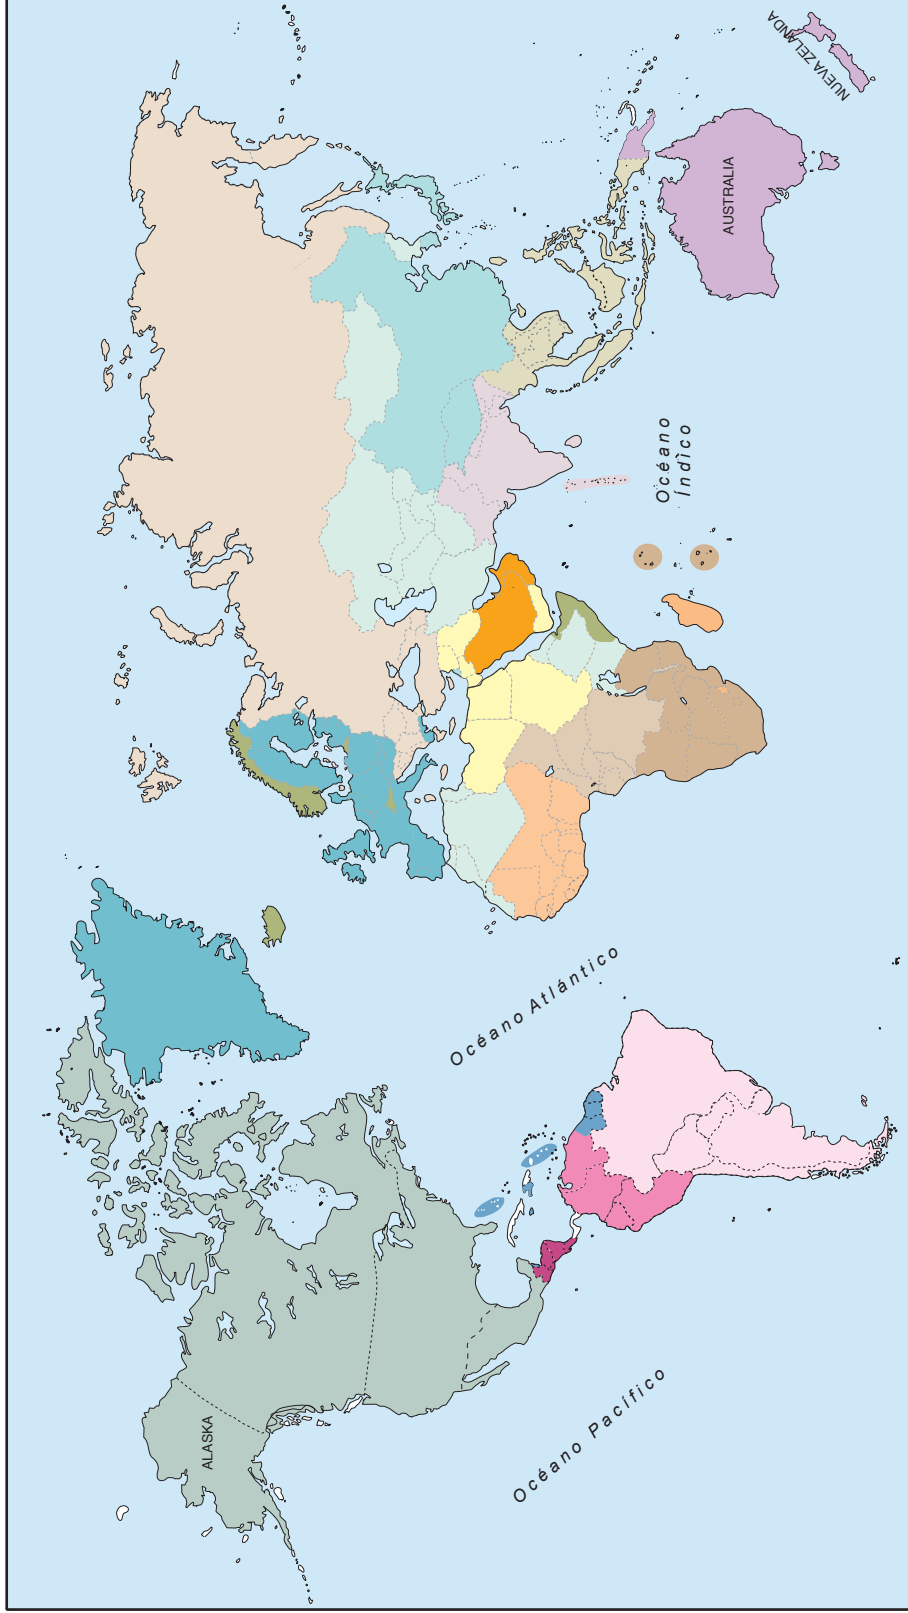 ALASKA
Océano Pacífico
Océano Atlántico
Océano
Índico
AUSTRALIA
NUEVA ZELANDA